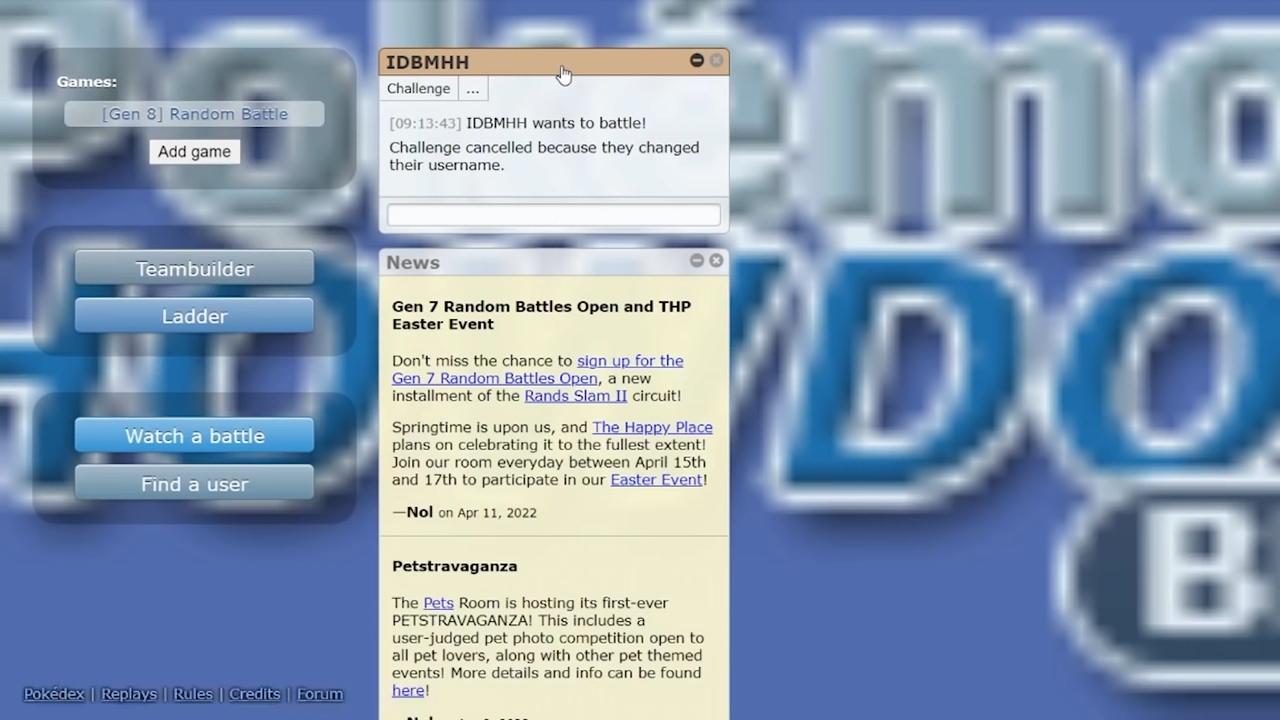 Games:
[Gen 8] Random Battle
Add game
Teambuilder
Ladder
Watch a battle
Find a user
Pokédex | Replays | Rules | Credits | Forum
IDBMHH
Challenge ...
[09:13:43] IDBMHH wants to battle!
Challenge cancelled because they changed
their username.
News
Gen 7 Random Battles Open and THP
Easter Event
Don't miss the chance to sign up for the
Gen 7 Random Battles Open, a new
installment of the Rands Slam II circuit!
Springtime is upon us, and The Happy Place
plans on celebrating it to the fullest extent!
Join our room everyday between April 15th
and 17th to participate in our Easter Event!
—Nol on Apr 11, 2022
Petstravaganza
The Pets Room is hosting its first-ever
PETSTRAVAGANZA! This includes a
user-judged pet photo competition open to
all pet lovers, along with other pet themed
events! More details and info can be found
here!